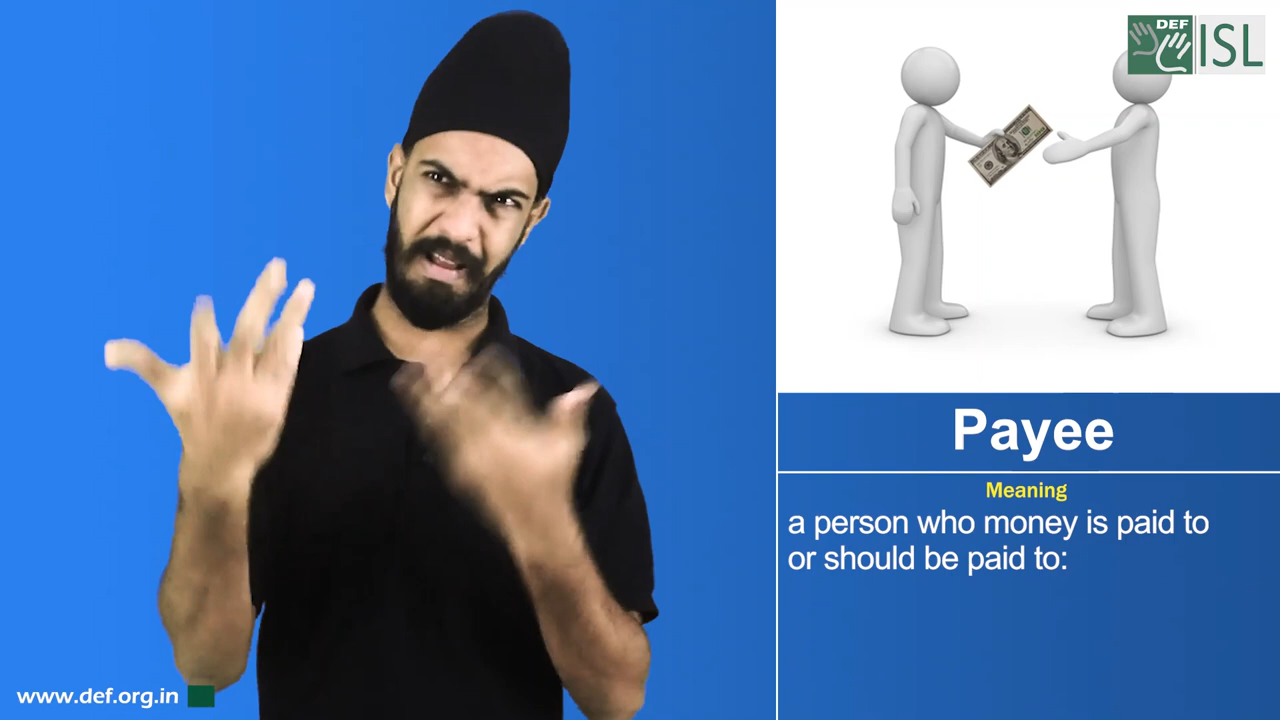 DEF
ISL
Payee
Meaning
a person who money is paid to
or should be paid to:
www.def.org.in